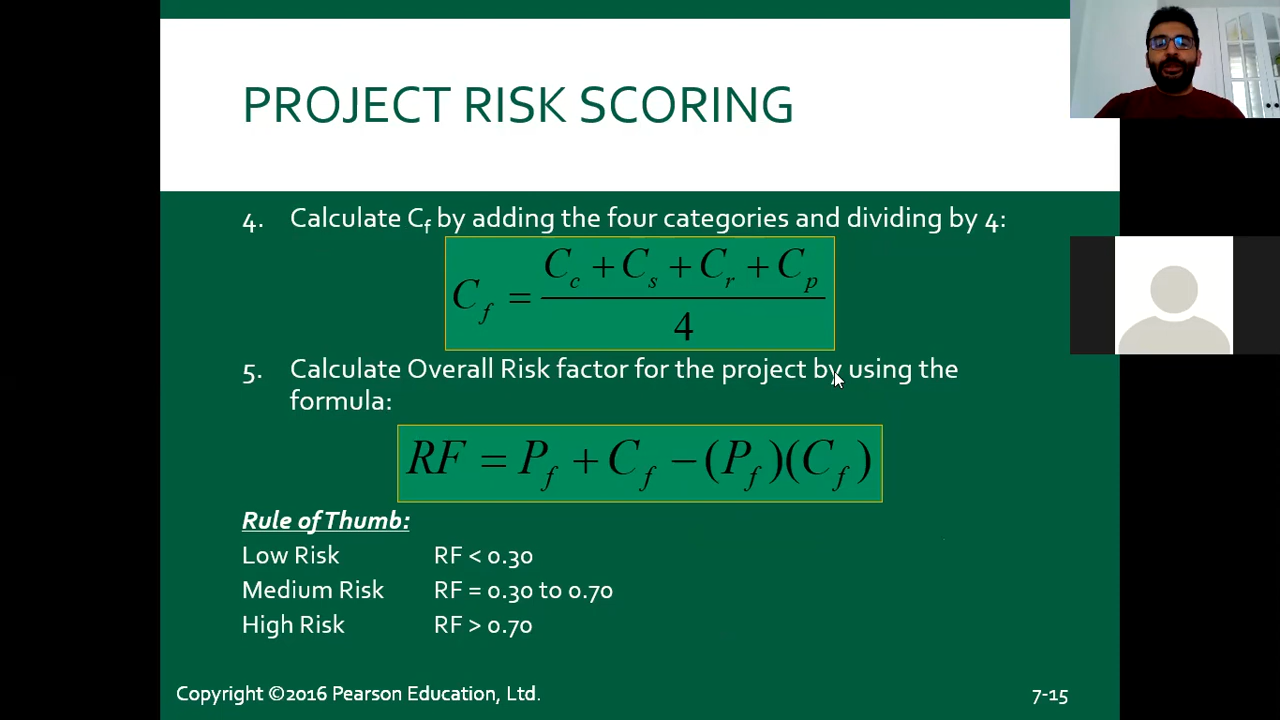 PROJECT RISK SCORING
4. Calculate Cf by adding the four categories and dividing by 4:
Cf = (Cc + Cs + Cr + Cp) / 4
5. Calculate Overall Risk factor for the project by using the
formula:
RF = Pf + Cf − (Pf)(Cf)
Rule of Thumb:
Low Risk RF < 0.30
Medium Risk RF = 0.30 to 0.70
High Risk RF > 0.70
Copyright ©2016 Pearson Education, Ltd. 7-15